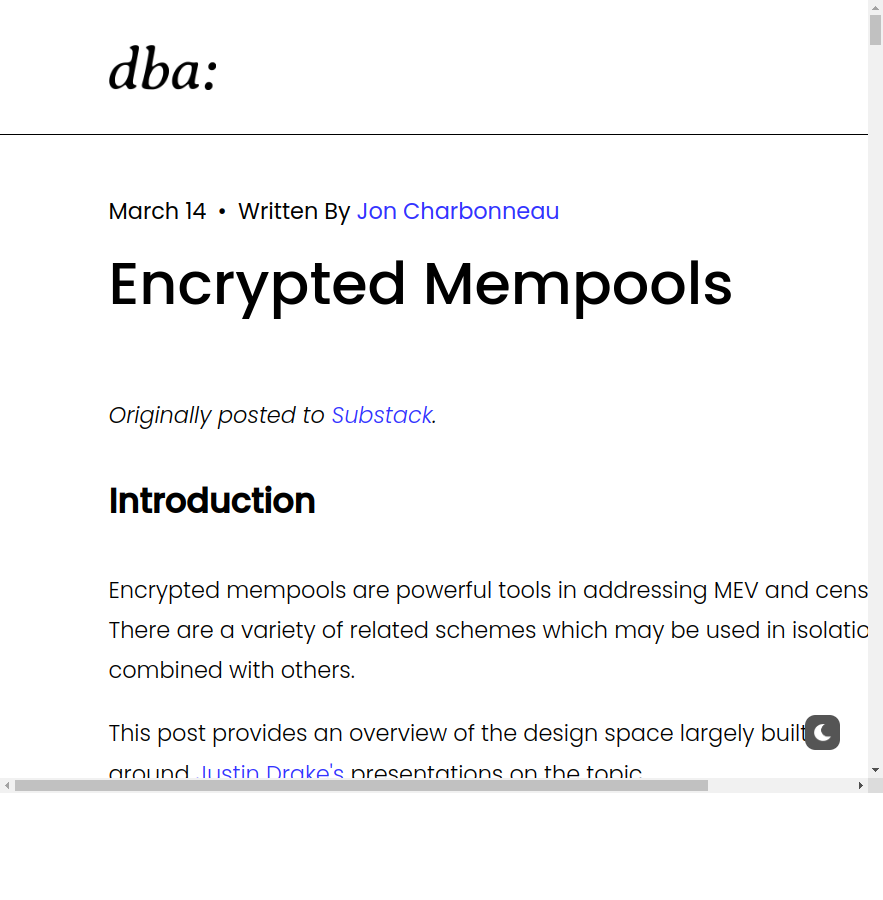 dba:
March 14 • Written By Jon Charbonneau
Encrypted Mempools
Originally posted to Substack.
Introduction
Encrypted mempools are powerful tools in addressing MEV and cens
There are a variety of related schemes which may be used in isolatio
combined with others.
This post provides an overview of the design space largely built
around Justin Drake's presentations on the topic.